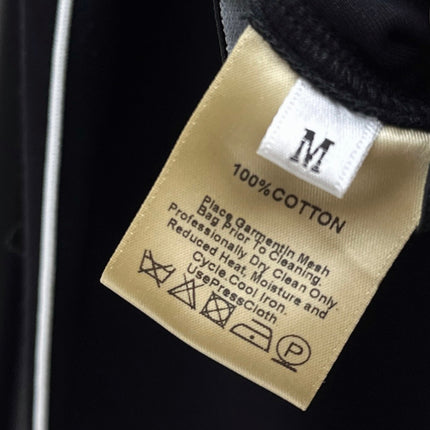 M
100%COTTON
Place Garmentin Mesh
Bag Prior To Cleaning.
Professionally Dry Clean Only.
Reduced Heat, Moisture and
Cycle.Cool Iron.
UsePressCloth
P